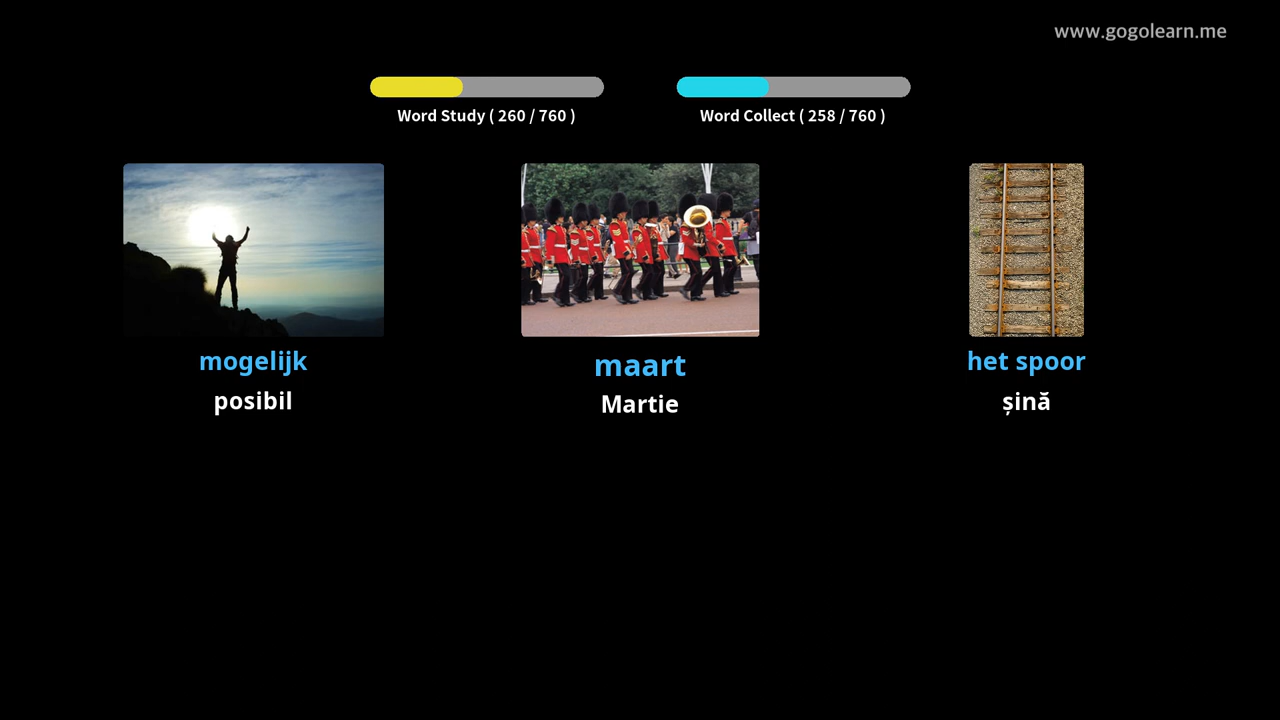 www.gogolearn.me
Word Study ( 260 / 760 )
Word Collect ( 258 / 760 )
mogelijk
posibil
maart
Martie
het spoor
șină